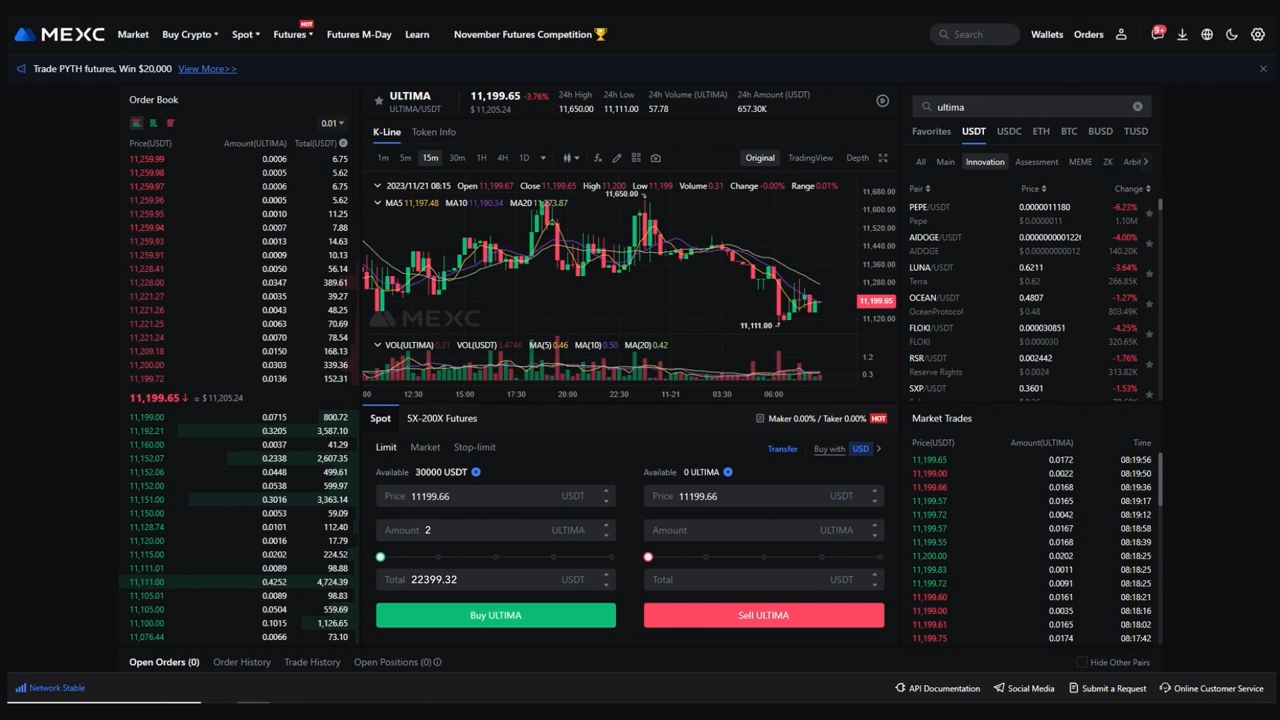 MEXC Market Buy Crypto Spot Futures HOT Futures M-Day Learn November Futures Competition Search Wallets Orders 9+
Trade PYTH futures, Win $20,000 View More>>
Order Book
0.01
Price(USDT) Amount(ULTIMA) Total(USDT)
11,259.99 0.0006 6.75
11,259.98 0.0005 5.62
11,259.97 0.0006 6.75
11,259.96 0.0005 5.62
11,259.95 0.0010 11.25
11,259.94 0.0007 7.88
11,259.93 0.0013 14.63
11,259.91 0.0009 10.13
11,228.41 0.0050 56.14
11,228.00 0.0347 389.61
11,221.27 0.0035 39.27
11,221.26 0.0043 48.25
11,221.25 0.0063 70.69
11,221.24 0.0070 78.54
11,209.18 0.0150 168.13
11,200.00 0.0303 339.36
11,199.72 0.0136 152.31
11,199.65 ↓ ≈ $ 11,205.24
11,199.00 0.0715 800.72
11,192.21 0.3205 3,587.10
11,160.00 0.0037 41.29
11,152.07 0.2338 2,607.35
11,152.06 0.0448 499.61
11,152.00 0.0538 599.97
11,151.00 0.3016 3,363.14
11,150.00 0.0053 59.09
11,128.74 0.0101 112.40
11,120.00 0.0016 17.79
11,115.00 0.0202 224.52
11,111.01 0.0089 98.88
11,111.00 0.4252 4,724.39
11,105.01 0.0089 98.83
11,105.00 0.0504 559.69
11,100.00 0.1015 1,126.65
11,076.44 0.0066 73.10
ULTIMA 11,199.65 -3.76% 24h High 24h Low 24h Volume (ULTIMA) 24h Amount (USDT)
ULTIMA/USDT $ 11,205.24 11,650.00 11,111.00 57.78 657.30K
K-Line Token Info
1m 5m 15m 30m 1H 4H 1D Original TradingView Depth
2023/11/21 08:15 Open 11,199.67 Close 11,199.65 High 11,200 Low 11,199 Volume 0.31 Change -0.00% Range 0.01%
MA5 11,197.48 MA10 11,190.34 MA20 11,273.87
11,650.00
11,680.00
11,600.00
11,520.00
11,440.00
11,360.00
11,280.00
11,199.65
11,120.00
MEXC
11,111.00
VOL(ULTIMA) 0.31 VOL(USDT) 3.474K MA(5) 0.46 MA(10) 0.50 MA(20) 0.42
1.2
0.3
00 12:30 15:00 17:30 20:00 22:30 11-21 03:30 06:00
Spot 5X-200X Futures Maker 0.00% / Taker 0.00% HOT
Limit Market Stop-limit Transfer Buy with USD
Available 30000 USDT Available 0 ULTIMA
Price 11199.66 USDT Price 11199.66 USDT
Amount 2 ULTIMA Amount ULTIMA
Total 22399.32 USDT Total USDT
Buy ULTIMA Sell ULTIMA
ultima
Favorites USDT USDC ETH BTC BUSD TUSD
All Main Innovation Assessment MEME ZK Arbit
Pair Price Change
PEPE/USDT 0.0000011180 -6.23%
Pepe $ 0.0000011 1.10M
AIDOGE/USDT 0.0000000001226 -4.00%
AIDOGE $ 0.00000000012 140.20K
LUNA/USDT 0.6211 -3.64%
Terra $ 0.62 266.85K
OCEAN/USDT 0.4807 -1.27%
OceanProtocol $ 0.48 803.49K
FLOKI/USDT 0.000030851 -4.25%
FLOKI $ 0.000030 320.65K
RSR/USDT 0.002442 -1.76%
Reserve Rights $ 0.0024 313.82K
SXP/USDT 0.3601 -1.53%
Market Trades
Price(USDT) Amount(ULTIMA) Time
11,199.65 0.0172 08:19:56
11,199.00 0.0022 08:19:50
11,199.66 0.0168 08:19:36
11,199.57 0.0165 08:19:17
11,199.72 0.0042 08:19:12
11,199.57 0.0167 08:18:58
11,199.55 0.0168 08:18:39
11,200.00 0.0202 08:18:25
11,199.83 0.0011 08:18:25
11,199.72 0.0091 08:18:25
11,199.60 0.0161 08:18:21
11,199.00 0.0035 08:18:16
11,199.61 0.0165 08:18:02
11,199.75 0.0174 08:17:42
Open Orders (0) Order History Trade History Open Positions (0) Hide Other Pairs
Network Stable API Documentation Social Media Submit a Request Online Customer Service